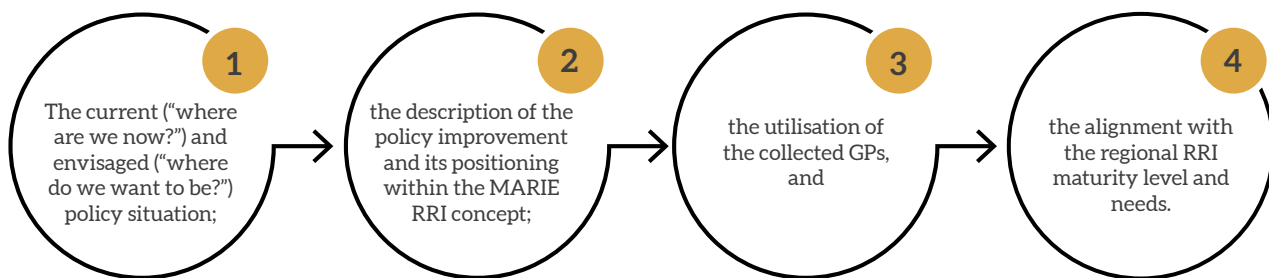 1
The current (“where
are we now?”) and
envisaged (“where
do we want to be?”)
policy situation;
2
the description of the
policy improvement
and its positioning
within the MARIE
RRI concept;
3
the utilisation of
the collected GPs,
and
4
the alignment with
the regional RRI
maturity level and
needs.